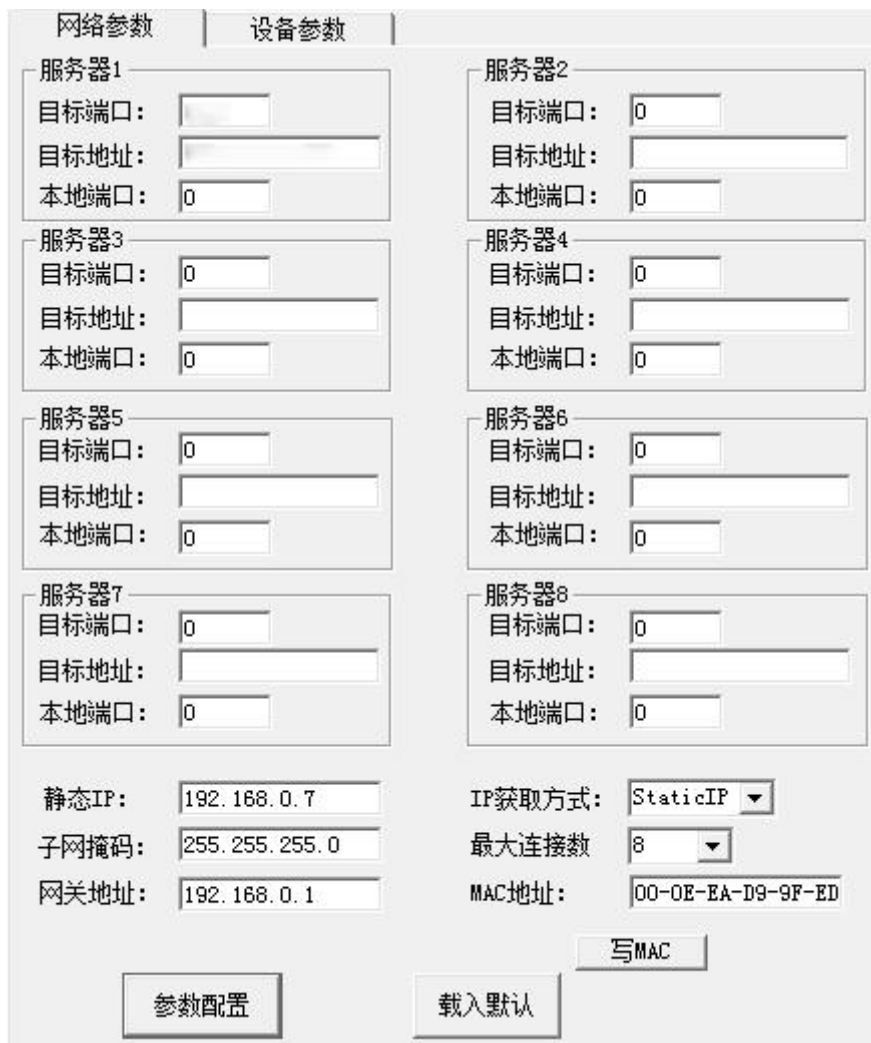 网络参数 设备参数
服务器1 服务器2
目标端口: 目标端口: 0
目标地址: 目标地址:
本地端口: 0 本地端口: 0
服务器3 服务器4
目标端口: 0 目标端口: 0
目标地址: 目标地址:
本地端口: 0 本地端口: 0
服务器5 服务器6
目标端口: 0 目标端口: 0
目标地址: 目标地址:
本地端口: 0 本地端口: 0
服务器7 服务器8
目标端口: 0 目标端口: 0
目标地址: 目标地址:
本地端口: 0 本地端口: 0
静态IP: 192.168.0.7 IP获取方式: StaticIP
子网掩码: 255.255.255.0 最大连接数 8
网关地址: 192.168.0.1 MAC地址: 00-0E-EA-D9-9F-ED
写MAC
参数配置 载入默认